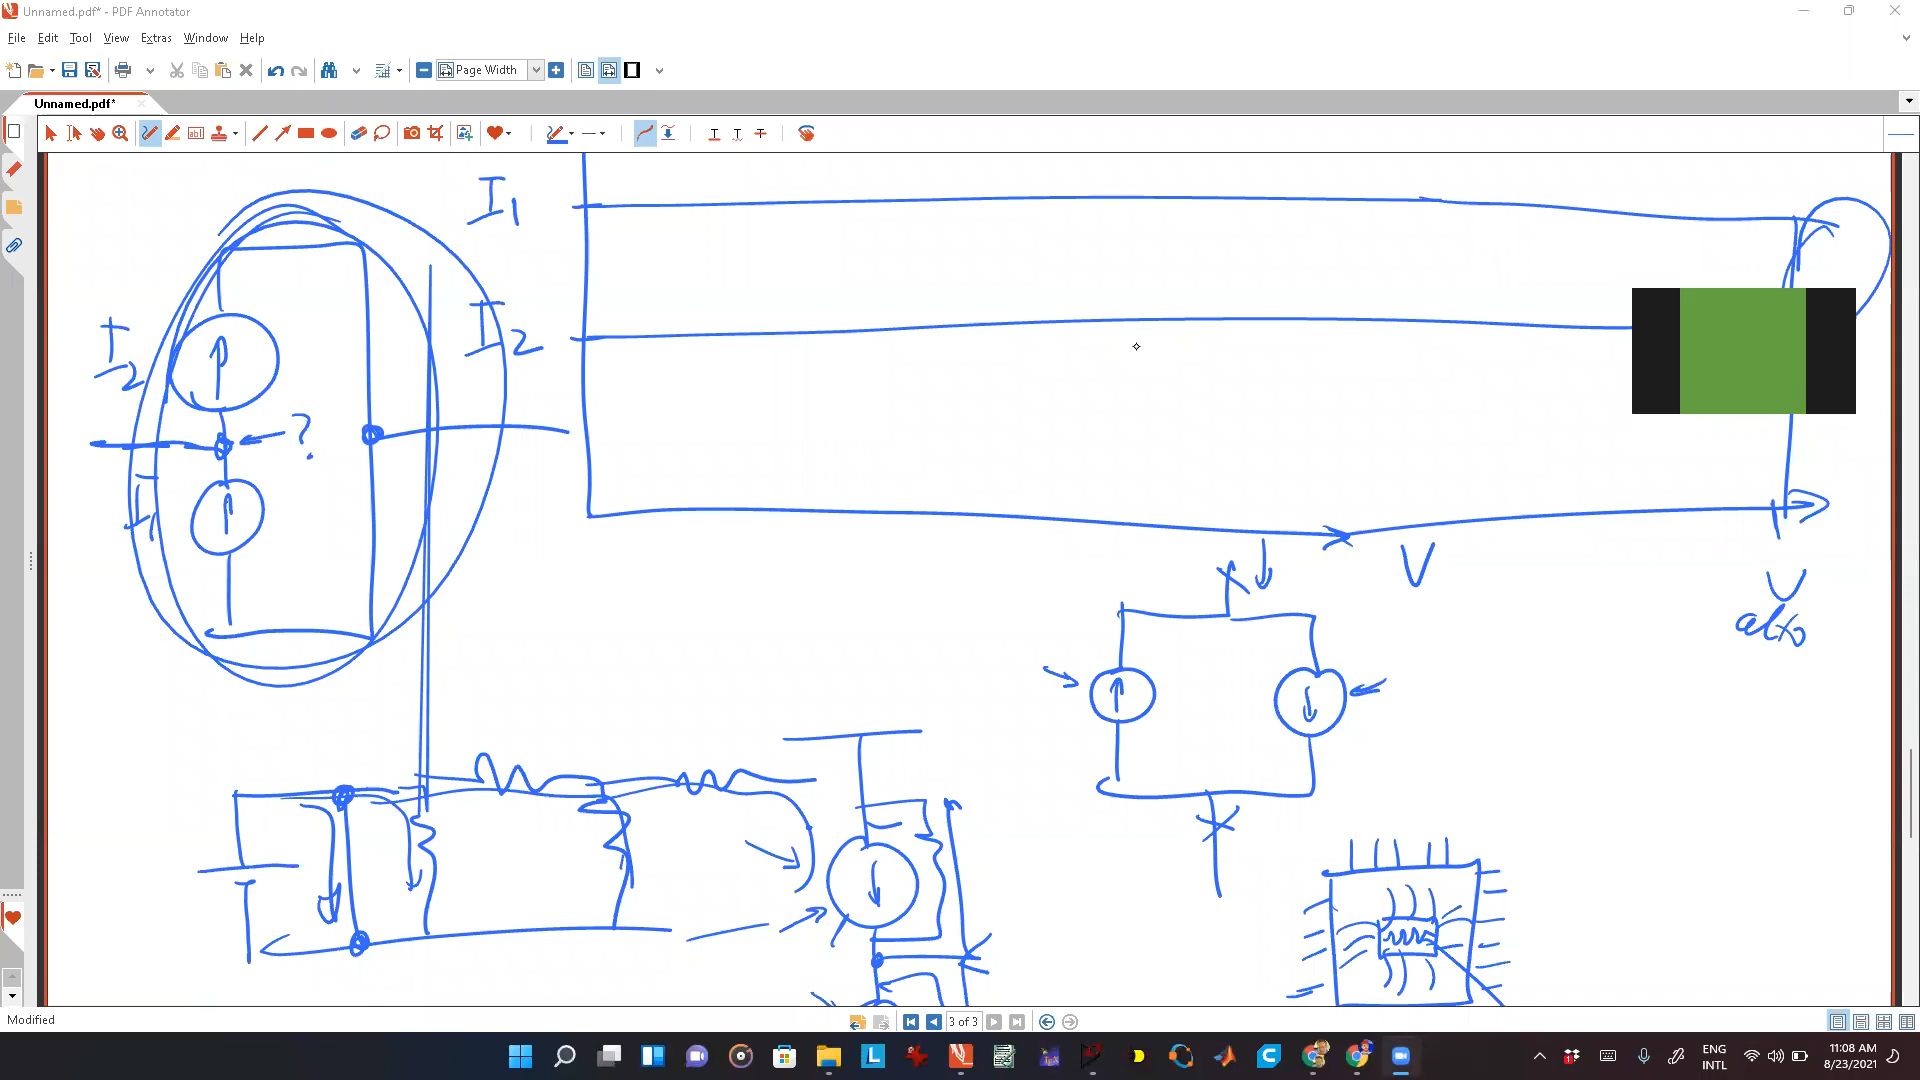 Unnamed.pdf* - PDF Annotator
File Edit Tool View Extras Window Help
Page Width
Unnamed.pdf*
I1
I2
I2
?
I1
V
V
alto
X
X
Modified
3 of 3
ENG
INTL
11:08 AM
8/23/2021